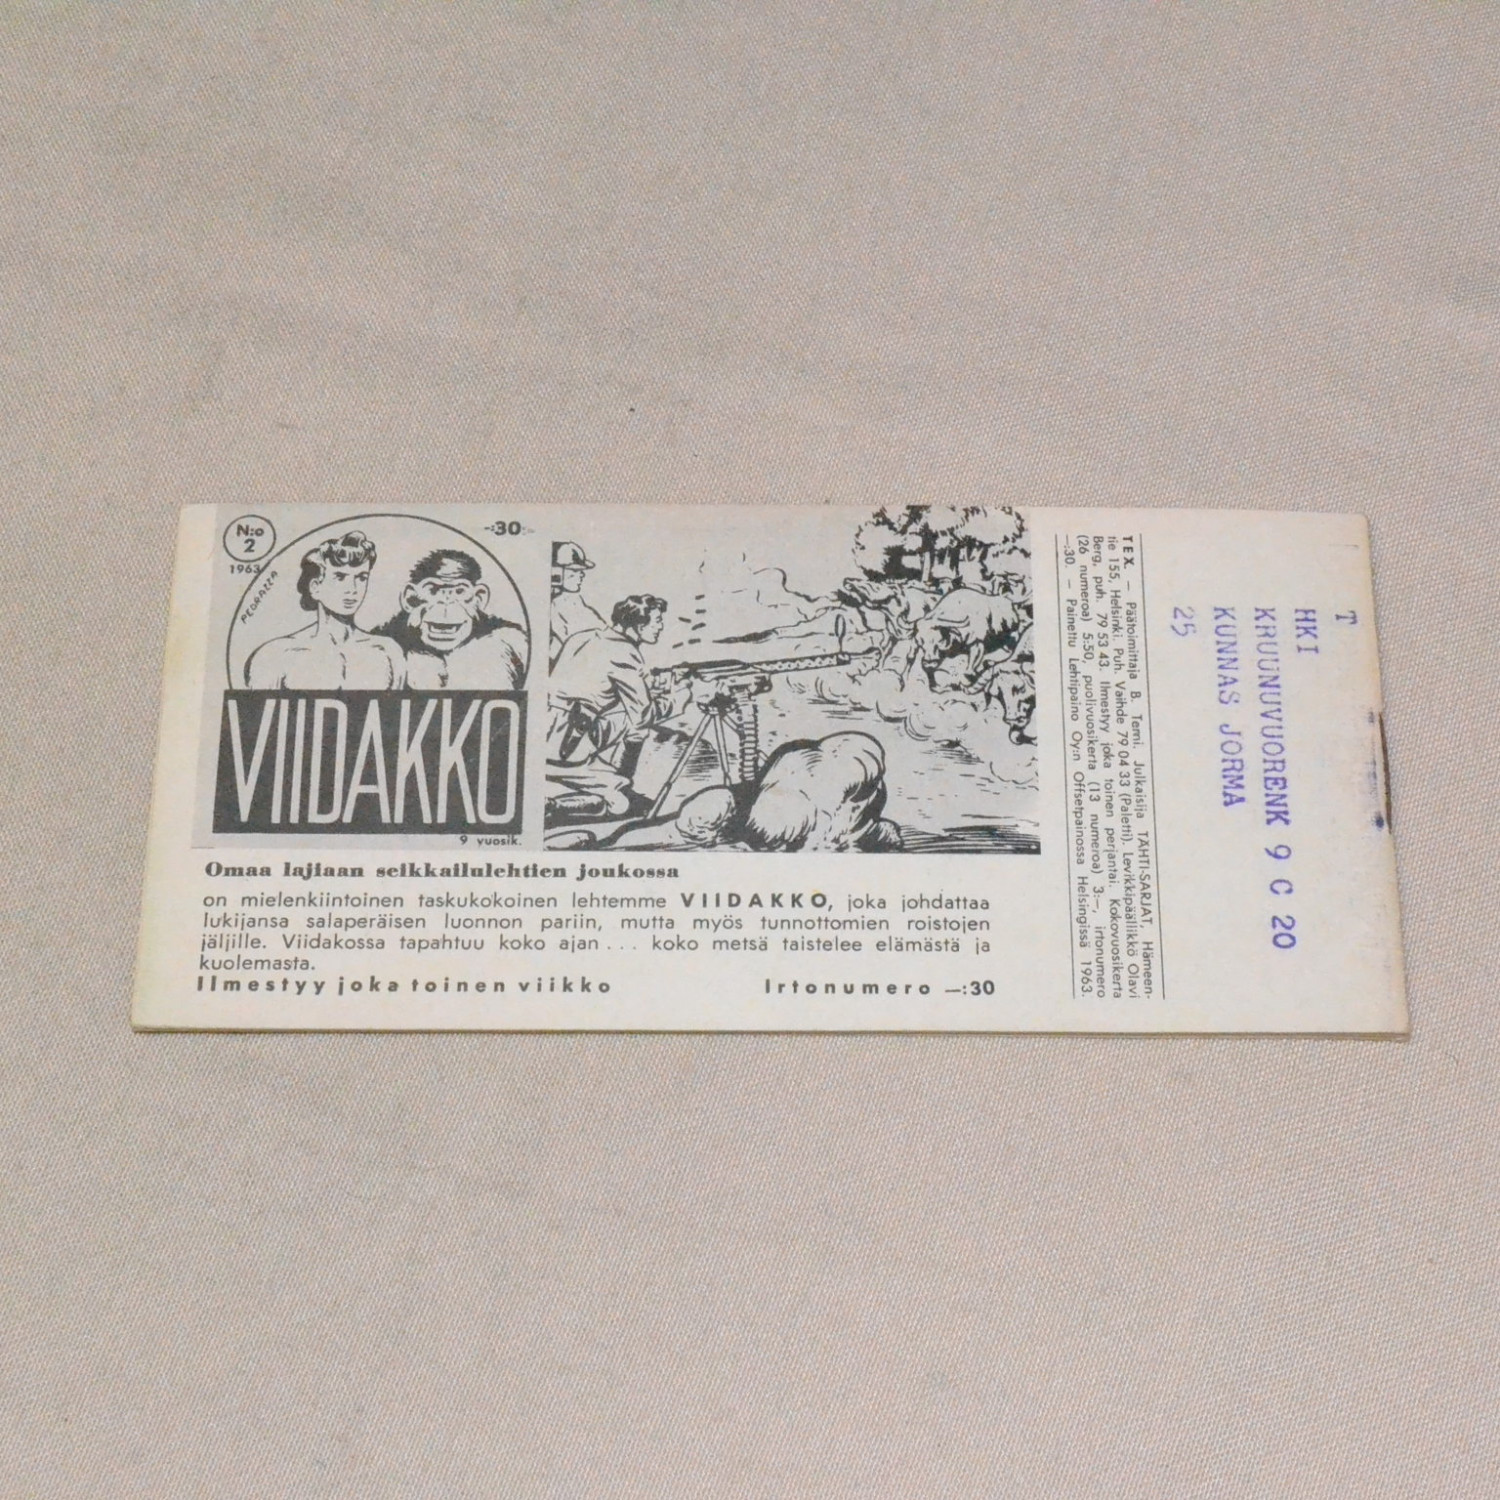 N:o
2
1963
-:30:-
PEDRAZZA
VIIDAKKO
9 vuosik.
Omaa lajiaan seikkailulehtien joukossa
on mielenkiintoinen taskukokoinen lehtemme VIIDAKKO, joka johdattaa
lukijansa salaperäisen luonnon pariin, mutta myös tunnottomien roistojen
jäljille. Viidakossa tapahtuu koko ajan... koko metsä taistelee elämästä ja
kuolemasta.
Ilmestyy joka toinen viikko Irtonumero —:30
TEX. — Päätoimittaja B. Temi. Julkaisija TÄHTI-SARJAT, Hämeen-
tie 155, Helsinki. Puh. Vaihde 79 04 33 (Paletti). Levikkipäällikkö Olavi
Berg, puh. 79 53 43. Ilmestyy joka toinen perjantai. Kokovuosikerta
(26 numeroa) 5:50, puolivuosikerta (13 numeroa) 3:—, irtonumero
—:30. — Painettu Lehtipaino Oy:n Offsetpainossa Helsingissä 1963.
T
HKI
KRUUNUVUORENK 9 C 20
KUNNAS JORMA
25